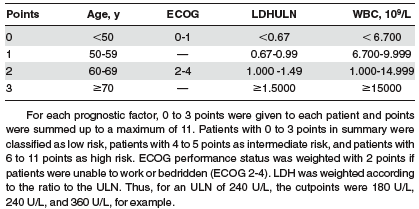 Points Age, y ECOG LDHULN WBC, 10⁹/L
0 <50 0-1 <0.67 < 6.700
1 50-59 — 0.67-0.99 6.700-9.999
2 60-69 2-4 1.000 -1.49 1.000-14.999
3 ≥70 — ≥1.5000 ≥15000
For each prognostic factor, 0 to 3 points were given to each patient and points
were summed up to a maximum of 11. Patients with 0 to 3 points in summary were
classified as low risk, patients with 4 to 5 points as intermediate risk, and patients with
6 to 11 points as high risk. ECOG performance status was weighted with 2 points if
patients were unable to work or bedridden (ECOG 2-4). LDH was weighted according
to the ratio to the ULN. Thus, for an ULN of 240 U/L, the cutpoints were 180 U/L,
240 U/L, and 360 U/L, for example.